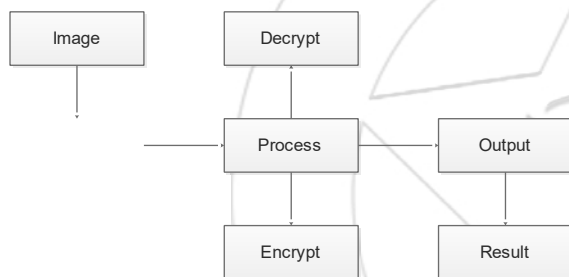 Image
Decrypt
Process
Output
Encrypt
Result